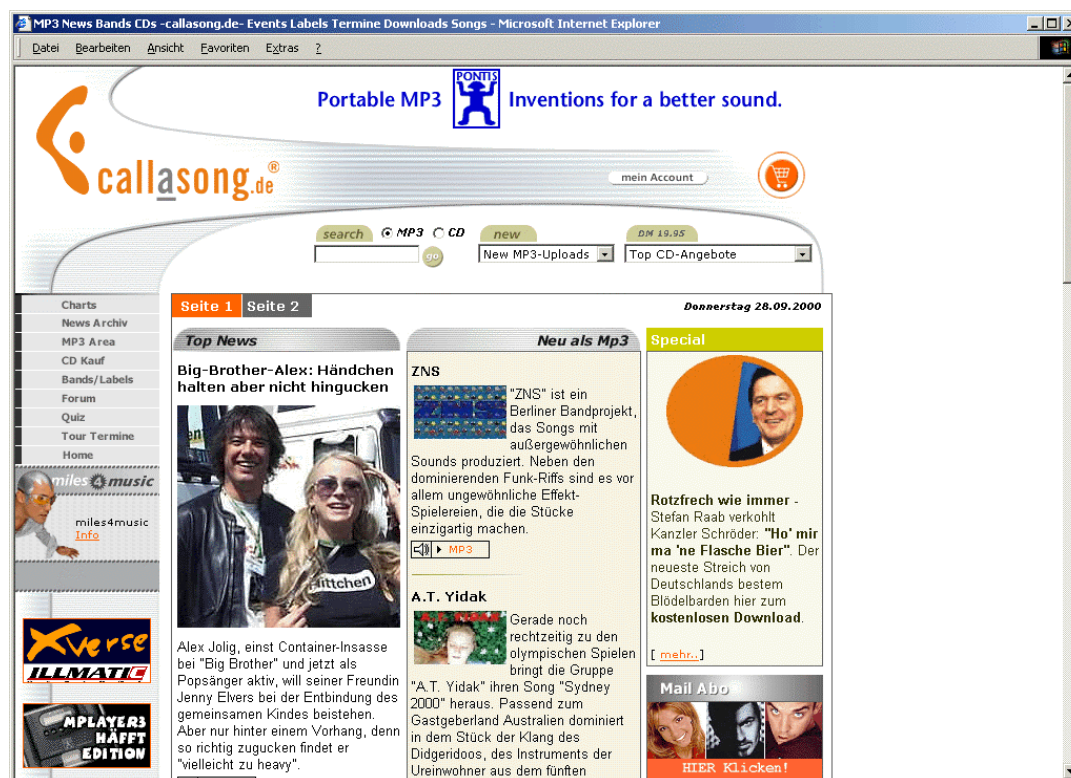 MP3 News Bands CDs -callasong.de- Events Labels Termine Downloads Songs - Microsoft Internet Explorer
Datei Bearbeiten Ansicht Favoriten Extras ?
PONTIS
Portable MP3 Inventions for a better sound.
callasong.de®
mein Account
search MP3 CD new DM 19.95
go New MP3-Uploads Top CD-Angebote
Charts
News Archiv
MP3 Area
CD Kauf
Bands/Labels
Forum
Quiz
Tour Termine
Home
miles4music
miles4music
Info
Xverse
ILLMATIC
MPLAYER3
HÄFFT
EDITION
Seite 1 Seite 2
Donnerstag 28.09.2000
Top News
Big-Brother-Alex: Händchen
halten aber nicht hingucken
ittchen
Alex Jolig, einst Container-Insasse
bei "Big Brother" und jetzt als
Popsänger aktiv, will seiner Freundin
Jenny Elvers bei der Entbindung des
gemeinsamen Kindes beistehen.
Aber nur hinter einem Vorhang, denn
so richtig zugucken findet er
"vielleicht zu heavy".
Neu als Mp3
ZNS
"ZNS" ist ein
Berliner Bandprojekt,
das Songs mit
außergewöhnlichen
Sounds produziert. Neben den
dominierenden Funk-Riffs sind es vor
allem ungewöhnliche Effekt-
Spielereien, die die Stücke
einzigartig machen.
MP3
A.T. Yidak
A.T. YIDAK
Gerade noch
rechtzeitig zu den
olympischen Spielen
bringt die Gruppe
"A.T. Yidak" ihren Song "Sydney
2000" heraus. Passend zum
Gastgeberland Australien dominiert
in dem Stück der Klang des
Didgeridoos, des Instruments der
Ureinwohner aus dem fünften
Special
Rotzfrech wie immer -
Stefan Raab verkohlt
Kanzler Schröder: "Ho' mir
ma 'ne Flasche Bier". Der
neueste Streich von
Deutschlands bestem
Blödelbarden hier zum
kostenlosen Download.
[ mehr..]
Mail Abo
HIER Klicken!